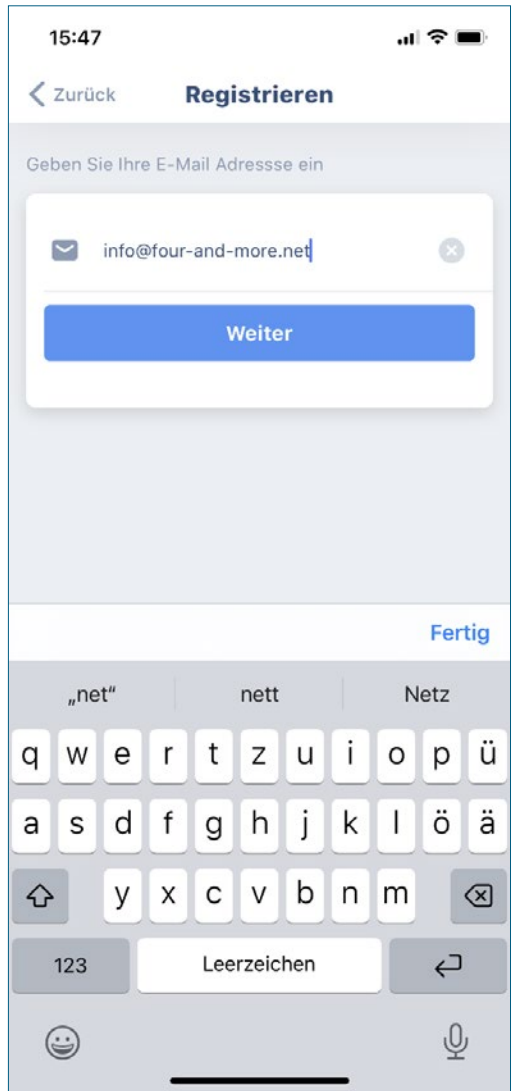 15:47
Zurück Registrieren
Geben Sie Ihre E-Mail Adressse ein
info@four-and-more.net
Weiter
Fertig
„net“ nett Netz
q w e r t z u i o p ü
a s d f g h j k l ö ä
y x c v b n m
123 Leerzeichen